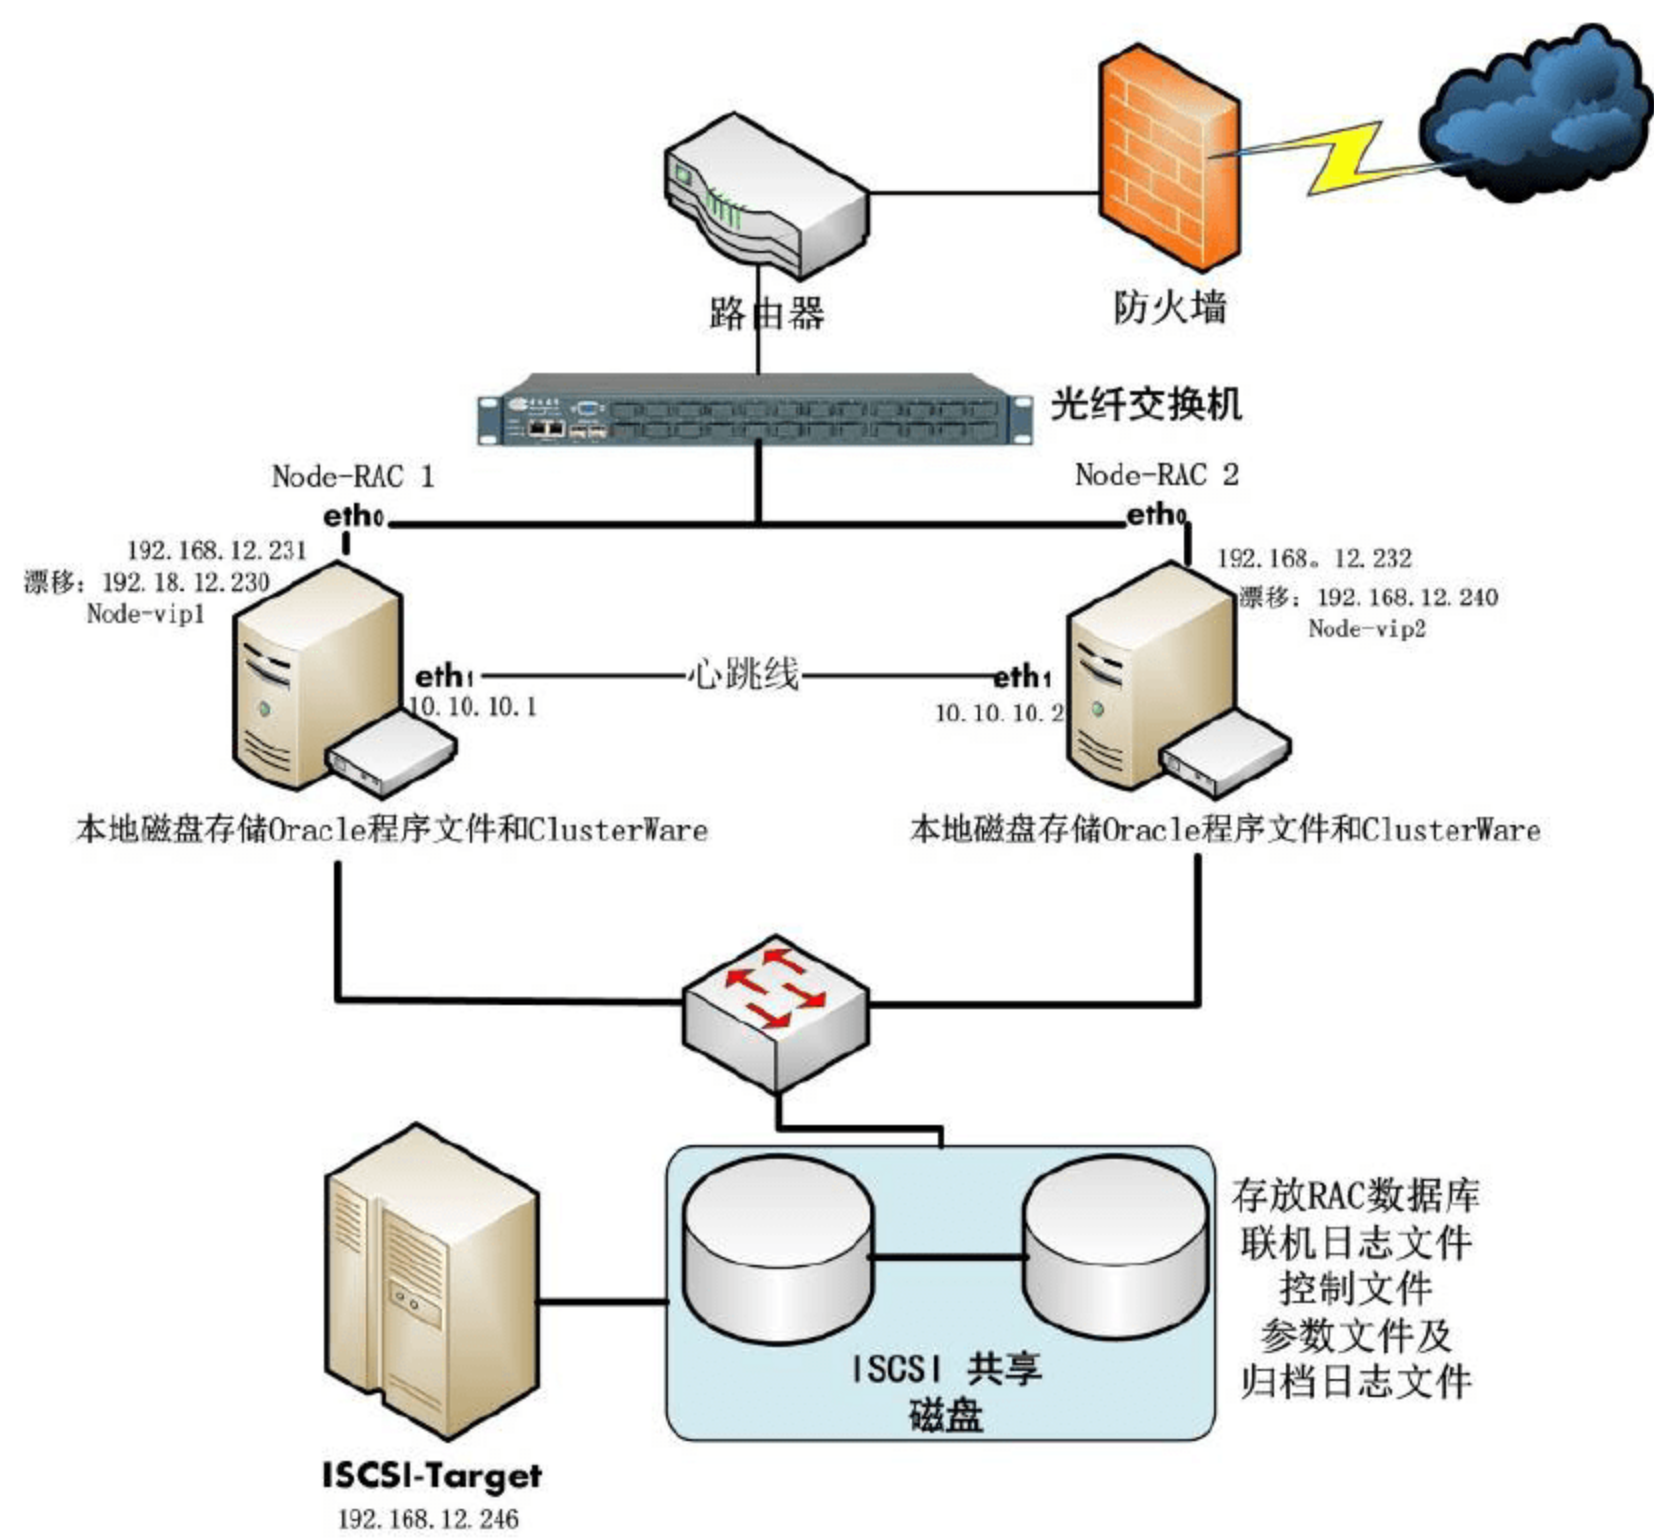 路由器
防火墙
光纤交换机
Node-RAC 1
Node-RAC 2
eth0
eth0
192.168.12.231
漂移：192.18.12.230
Node-vip1
192.168。12.232
漂移：192.168.12.240
Node-vip2
eth1
心跳线
eth1
10.10.10.1
10.10.10.2
本地磁盘存储Oracle程序文件和ClusterWare
本地磁盘存储Oracle程序文件和ClusterWare
存放RAC数据库
联机日志文件
控制文件
参数文件及
归档日志文件
ISCSI 共享
磁盘
ISCSI-Target
192.168.12.246